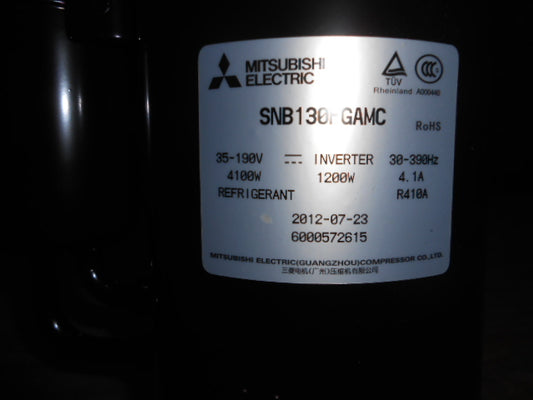 MITSUBISHI
ELECTRIC
TÜV
Rheinland
CCC
A000440
RoHS
35-190V INVERTER 30-390Hz
4100W 1200W 4.1A
REFRIGERANT R410A
2012-07-23
6000572615
MITSUBISHI ELECTRIC(GUANGZHOU)COMPRESSOR CO.,LTD.
三菱电机(广州)压缩机有限公司